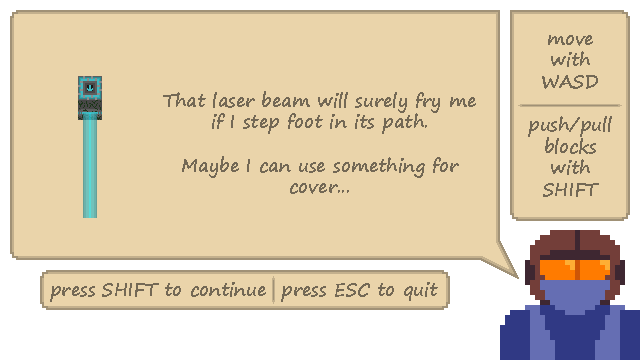 That laser beam will surely fry me
if I step foot in its path.
Maybe I can use something for
cover...
move
with
WASD
push/pull
blocks
with
SHIFT
press SHIFT to continue
press ESC to quit